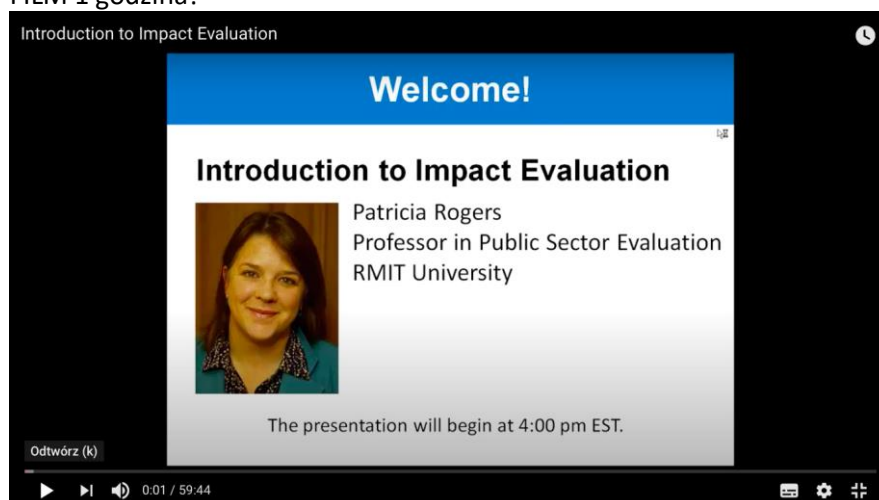 FILM 1 godzina!
Introduction to Impact Evaluation
Welcome!
Introduction to Impact Evaluation
Patricia Rogers
Professor in Public Sector Evaluation
RMIT University
The presentation will begin at 4:00 pm EST.
Odtwórz (k)
0:01 / 59:44